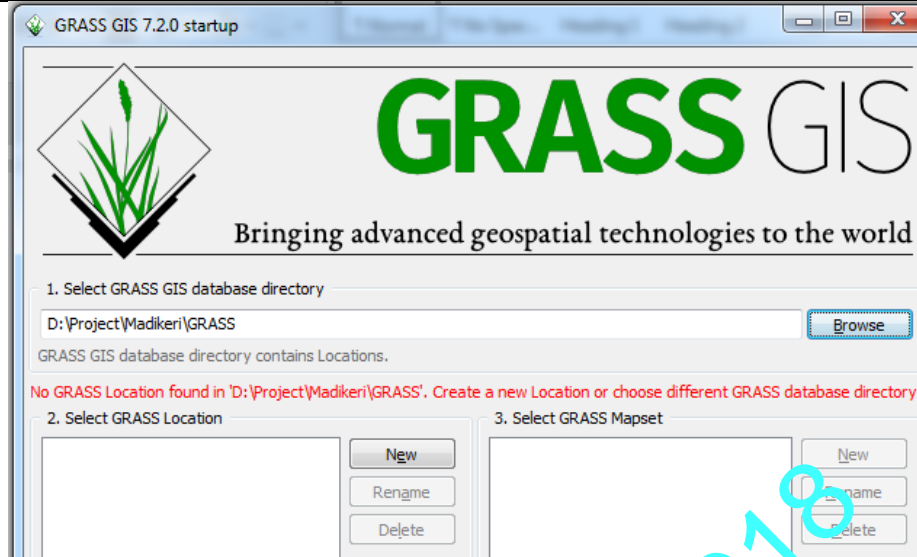 GRASS GIS 7.2.0 startup
GRASS GIS
Bringing advanced geospatial technologies to the world
1. Select GRASS GIS database directory
D:\Project\Madikeri\GRASS
Browse
GRASS GIS database directory contains Locations.
No GRASS Location found in 'D:\Project\Madikeri\GRASS'. Create a new Location or choose different GRASS database directory
2. Select GRASS Location
3. Select GRASS Mapset
New
New
Rename
Rename
Delete
Delete
18